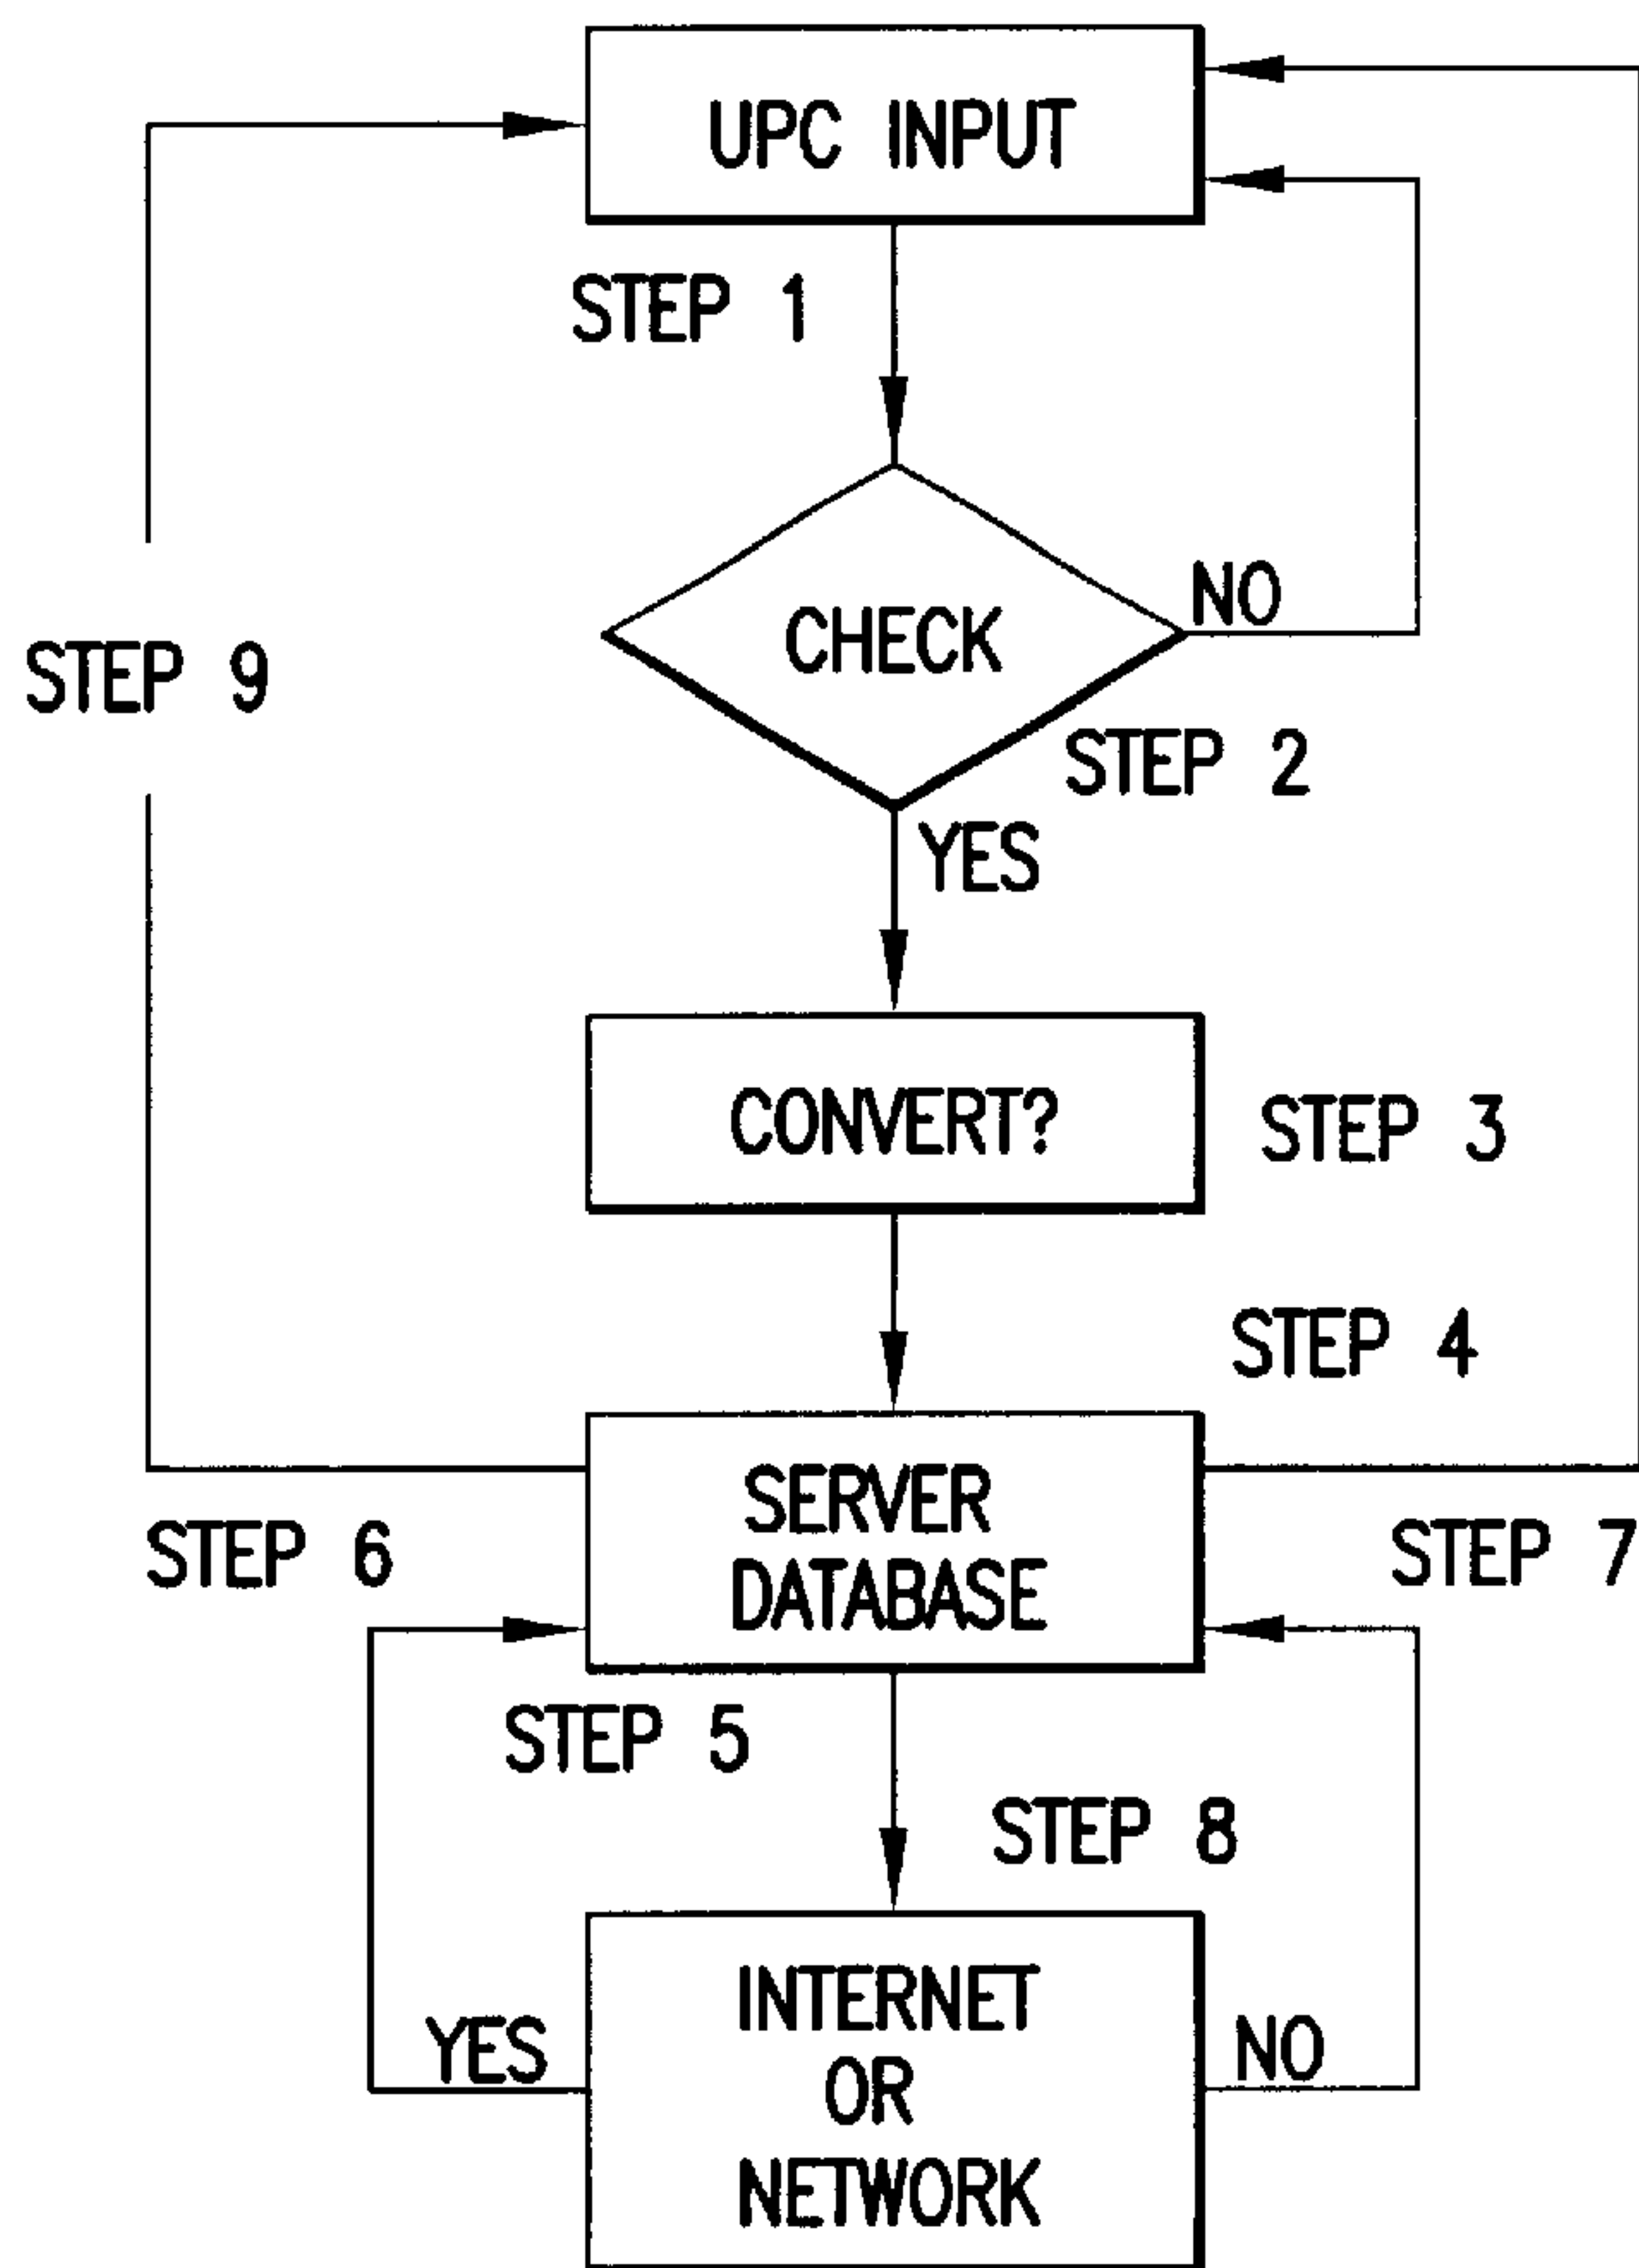 UPC INPUT
STEP 1
NO
CHECK
STEP 9
STEP 2
YES
CONVERT?
STEP 3
STEP 4
SERVER
DATABASE
STEP 6
STEP 7
STEP 5
STEP 8
INTERNET
OR
NETWORK
YES
NO